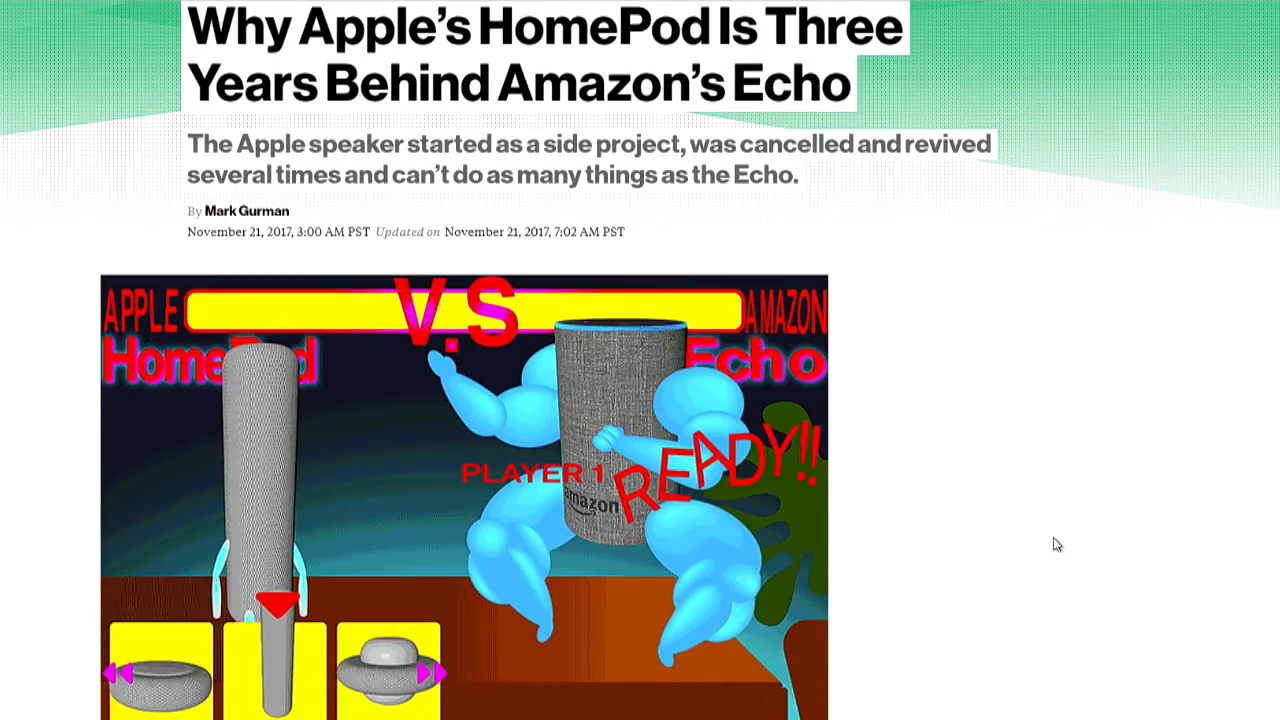 Why Apple’s HomePod Is Three
Years Behind Amazon’s Echo
The Apple speaker started as a side project, was cancelled and revived
several times and can’t do as many things as the Echo.
By Mark Gurman
November 21, 2017, 3:00 AM PST Updated on November 21, 2017, 7:02 AM PST
APPLE V.S AMAZON
HomePod Echo
PLAYER 1 READY!!
amazon